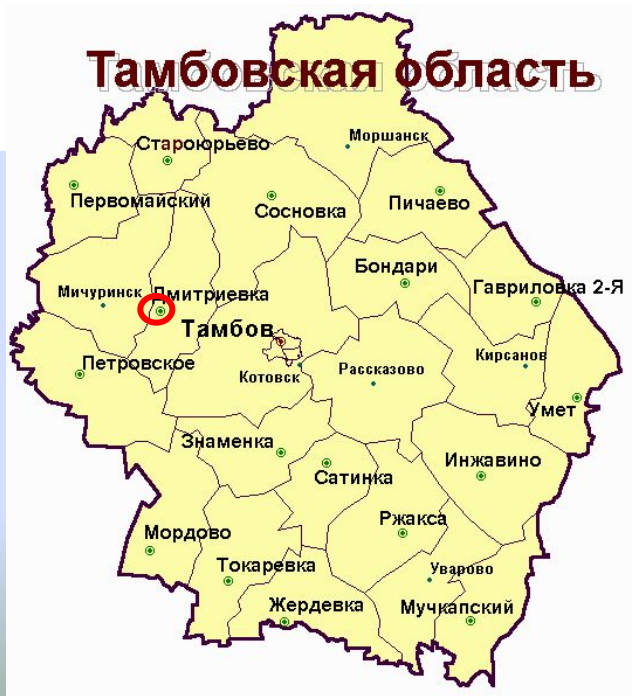 Тамбовская область
Моршанск
Староюрьево
Первомайский
Сосновка
Пичаево
Бондари
Гавриловка 2-Я
Мичуринск
Дмитриевка
Тамбов
Петровское
Котовск
Рассказово
Кирсанов
Умет
Знаменка
Сатинка
Инжавино
Ржакса
Мордово
Токаревка
Уварово
Жердевка
Мучкапский